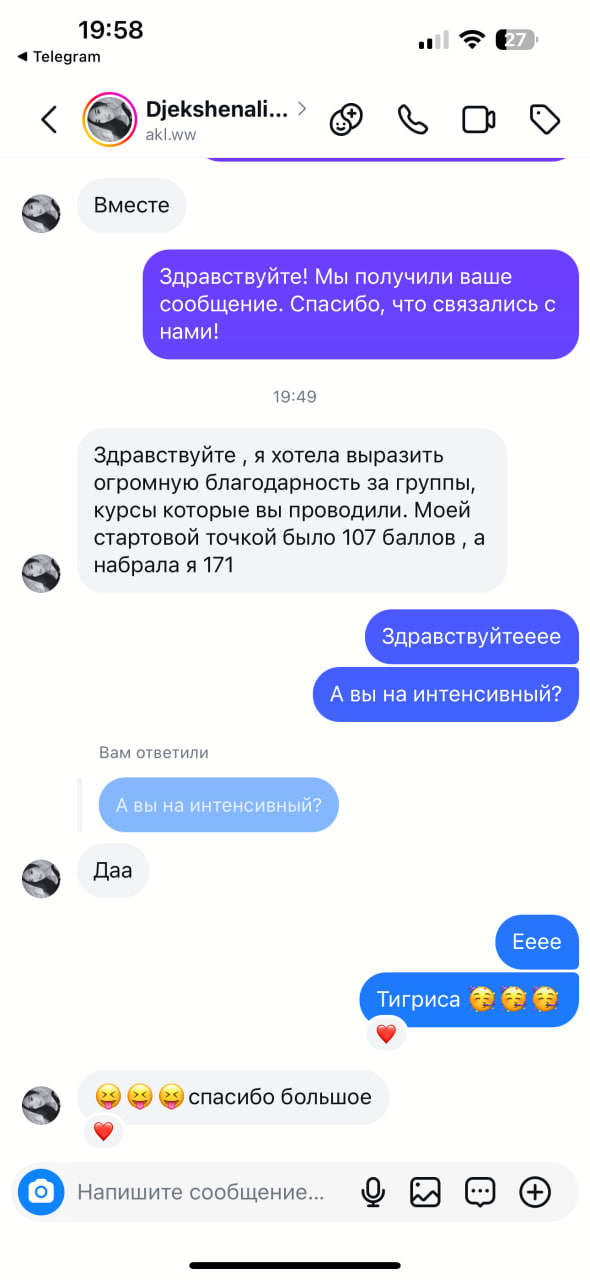 19:58
27
Telegram
Djekshenali...
akl.ww
Вместе
Здравствуйте! Мы получили ваше
сообщение. Спасибо, что связались с
нами!
19:49
Здравствуйте , я хотела выразить
огромную благодарность за группы,
курсы которые вы проводили. Моей
стартовой точкой было 107 баллов , а
набрала я 171
Здравствуйтееее
А вы на интенсивный?
Вам ответили
А вы на интенсивный?
Даа
Ееее
Тигриса 🥳🥳🥳
❤️
😝😝😝спасибо большое
❤️
Напишите сообщение...